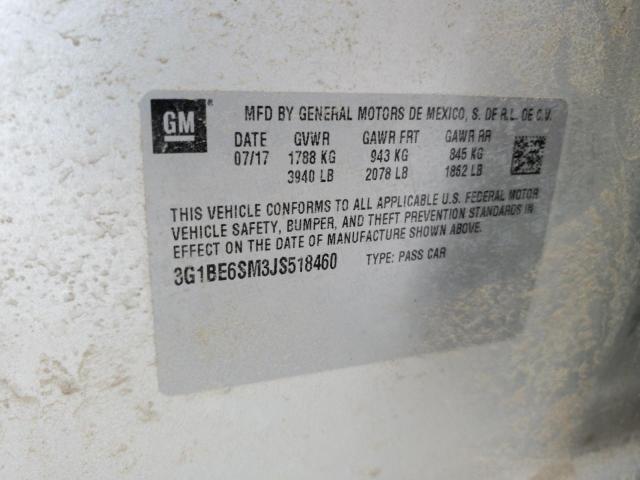 GM®
MFD BY GENERAL MOTORS DE MEXICO, S. DE R.L. DE C.V.
DATE GVWR GAWR FRT GAWR RR
07/17 1788 KG 943 KG 845 KG
3940 LB 2078 LB 1862 LB
THIS VEHICLE CONFORMS TO ALL APPLICABLE U.S. FEDERAL MOTOR
VEHICLE SAFETY, BUMPER, AND THEFT PREVENTION STANDARDS IN
EFFECT ON THE DATE OF MANUFACTURE SHOWN ABOVE.
3G1BE6SM3JS518460 TYPE: PASS CAR